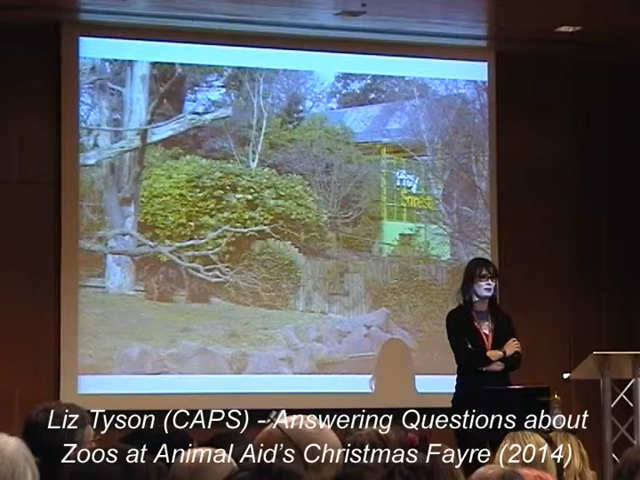 Liz Tyson (CAPS) - Answering Questions about
Zoos at Animal Aid's Christmas Fayre (2014)